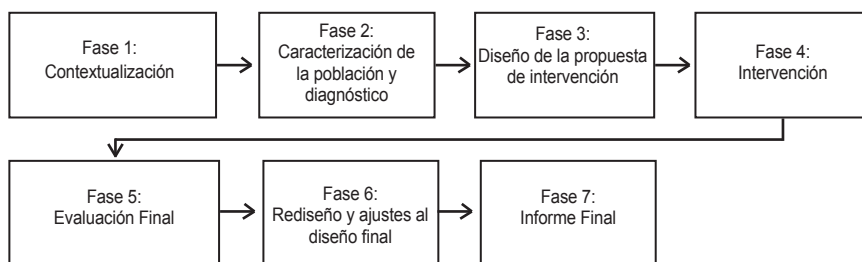 Fase 1:
Contextualización
Fase 2:
Caracterización de
la población y
diagnóstico
Fase 3:
Diseño de la propuesta
de intervención
Fase 4:
Intervención
Fase 5:
Evaluación Final
Fase 6:
Rediseño y ajustes al
diseño final
Fase 7:
Informe Final